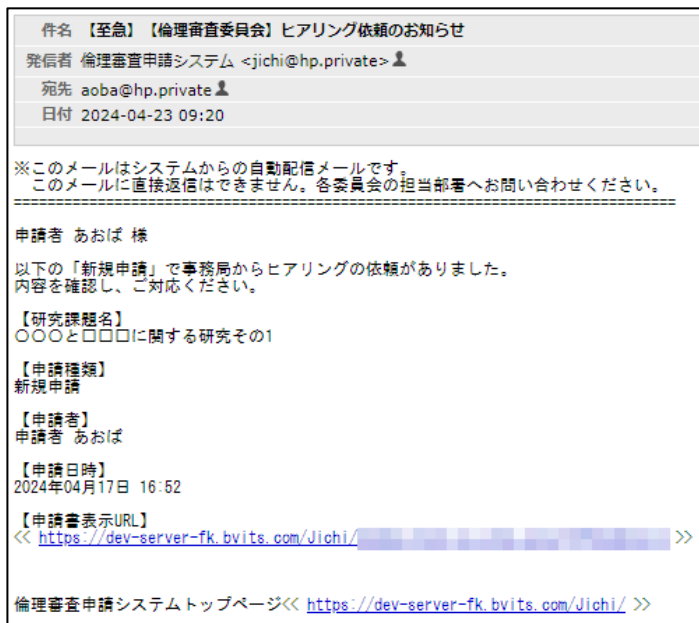 件名 【至急】【倫理審査委員会】ヒアリング依頼のお知らせ
発信者 倫理審査申請システム <jichi@hp.private>
宛先 aoba@hp.private
日付 2024-04-23 09:20
※このメールはシステムからの自動配信メールです。
このメールに直接返信はできません。各委員会の担当部署へお問い合わせください。
===============================================================================
申請者 あおば 様
以下の「新規申請」で事務局からヒアリングの依頼がありました。
内容を確認し、ご対応ください。
【研究課題名】
〇〇〇と□□□に関する研究その1
【申請種類】
新規申請
【申請者】
申請者 あおば
【申請日時】
2024年04月17日 16:52
【申請書表示URL】
<< https://dev-server-fk.bvits.com/Jichi/ >>
倫理審査申請システムトップページ<< https://dev-server-fk.bvits.com/Jichi/ >>